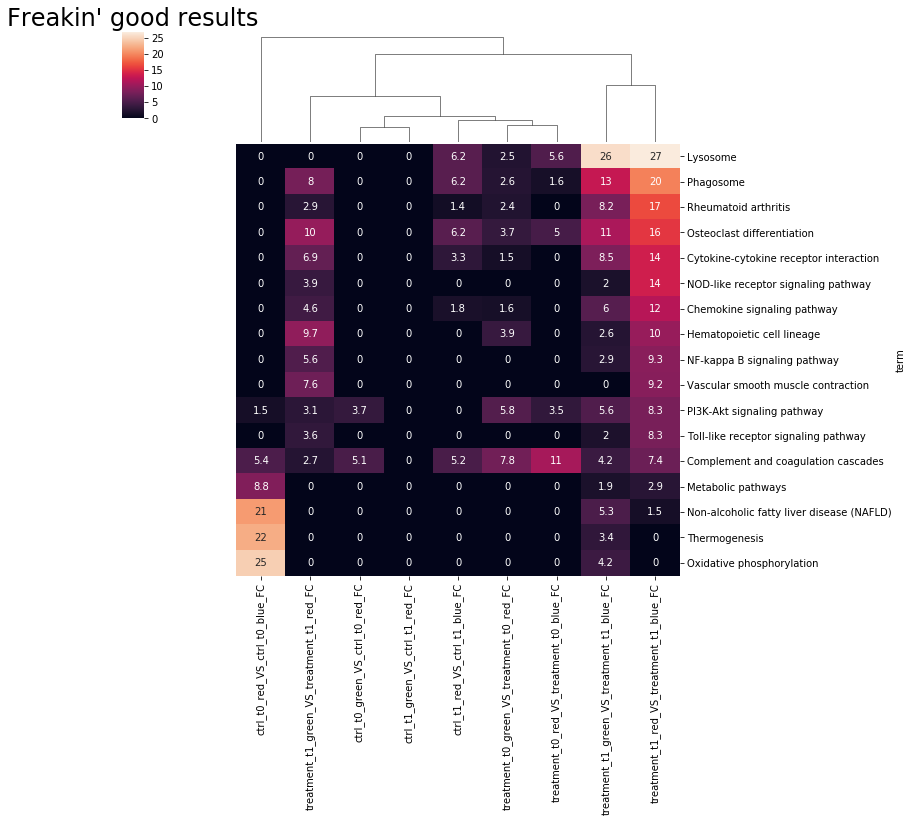 Freakin' good results
25
20
15
10
5
0
0 0 0 0 6.2 2.5 5.6 26 27 Lysosome
0 8 0 0 6.2 2.6 1.6 13 20 Phagosome
0 2.9 0 0 1.4 2.4 0 8.2 17 Rheumatoid arthritis
0 10 0 0 6.2 3.7 5 11 16 Osteoclast differentiation
0 6.9 0 0 3.3 1.5 0 8.5 14 Cytokine-cytokine receptor interaction
0 3.9 0 0 0 0 0 2 14 NOD-like receptor signaling pathway
0 4.6 0 0 1.8 1.6 0 6 12 Chemokine signaling pathway
0 9.7 0 0 0 3.9 0 2.6 10 Hematopoietic cell lineage
0 5.6 0 0 0 0 0 2.9 9.3 NF-kappa B signaling pathway
0 7.6 0 0 0 0 0 0 9.2 Vascular smooth muscle contraction
1.5 3.1 3.7 0 0 5.8 3.5 5.6 8.3 PI3K-Akt signaling pathway
0 3.6 0 0 0 0 0 2 8.3 Toll-like receptor signaling pathway
5.4 2.7 5.1 0 5.2 7.8 11 4.2 7.4 Complement and coagulation cascades
8.8 0 0 0 0 0 0 1.9 2.9 Metabolic pathways
21 0 0 0 0 0 0 5.3 1.5 Non-alcoholic fatty liver disease (NAFLD)
22 0 0 0 0 0 0 3.4 0 Thermogenesis
25 0 0 0 0 0 0 4.2 0 Oxidative phosphorylation
term
ctrl_t0_red_VS_ctrl_t0_blue_FC
treatment_t1_green_VS_treatment_t1_red_FC
ctrl_t0_green_VS_ctrl_t0_red_FC
ctrl_t1_green_VS_ctrl_t1_red_FC
ctrl_t1_red_VS_ctrl_t1_blue_FC
treatment_t0_green_VS_treatment_t0_red_FC
treatment_t0_red_VS_treatment_t0_blue_FC
treatment_t1_green_VS_treatment_t1_blue_FC
treatment_t1_red_VS_treatment_t1_blue_FC